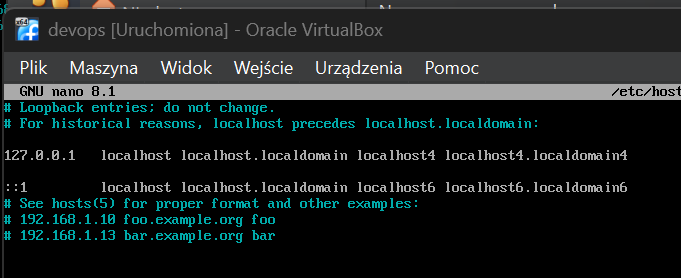 devops [Uruchomiona] - Oracle VirtualBox
Plik Maszyna Widok Wejście Urządzenia Pomoc
GNU nano 8.1 /etc/host
# Loopback entries; do not change.
# For historical reasons, localhost precedes localhost.localdomain:
127.0.0.1 localhost localhost.localdomain localhost4 localhost4.localdomain4
::1 localhost localhost.localdomain localhost6 localhost6.localdomain6
# See hosts(5) for proper format and other examples:
# 192.168.1.10 foo.example.org foo
# 192.168.1.13 bar.example.org bar